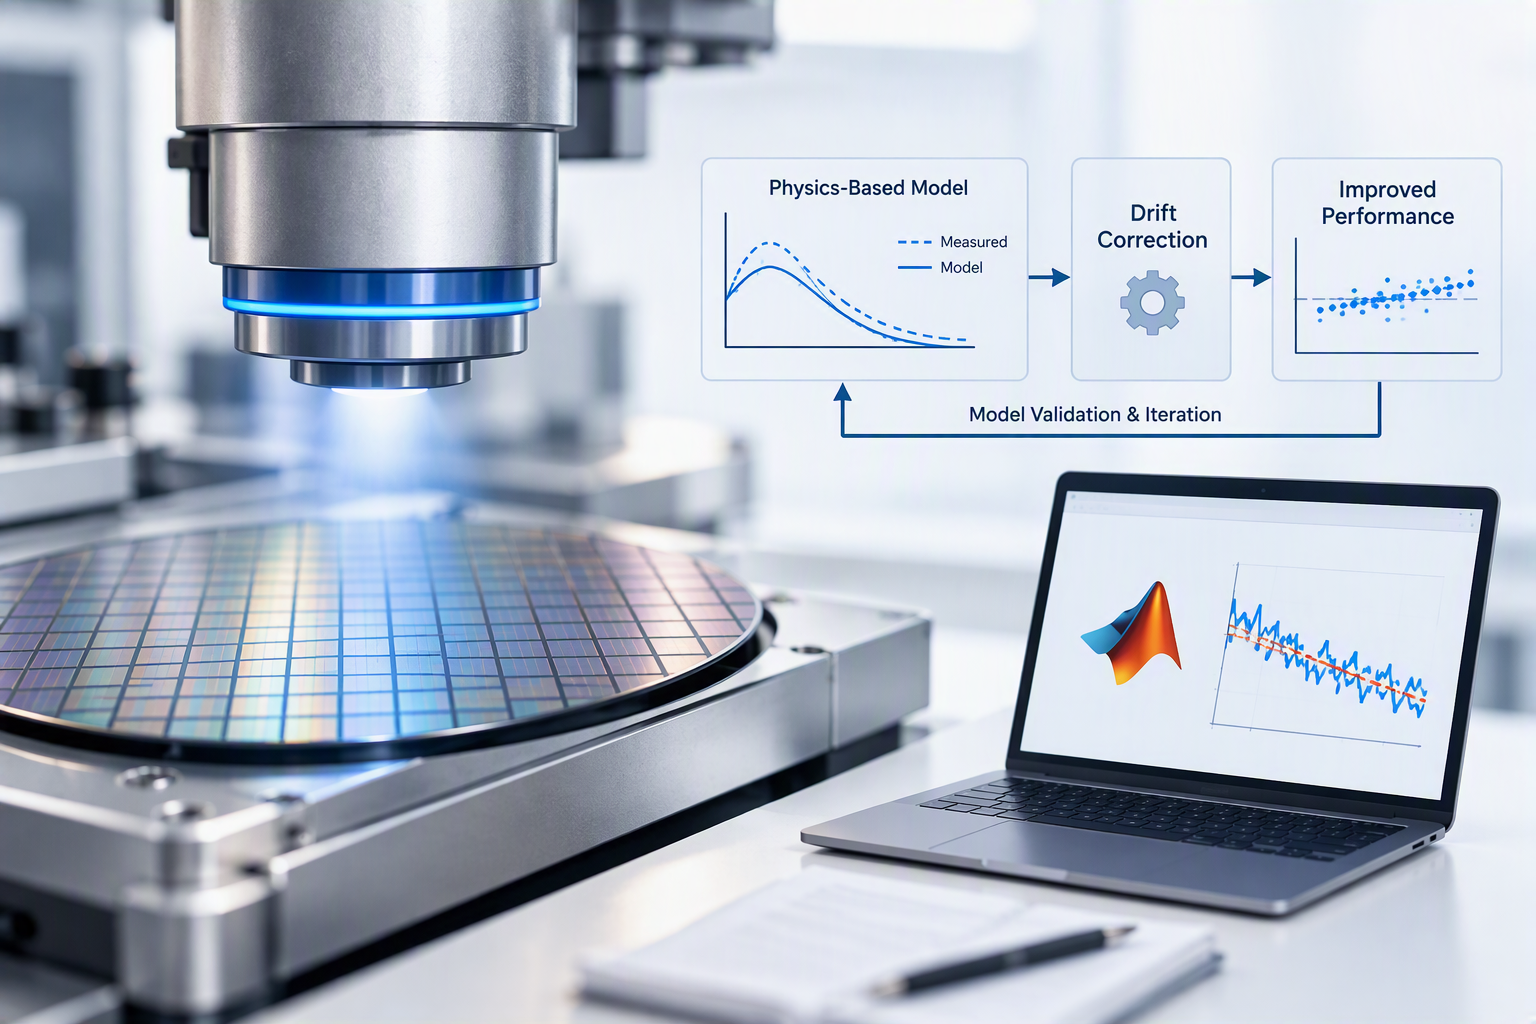 Physics-Based Model
Measured
Model
Drift
Correction
Improved
Performance
Model Validation & Iteration